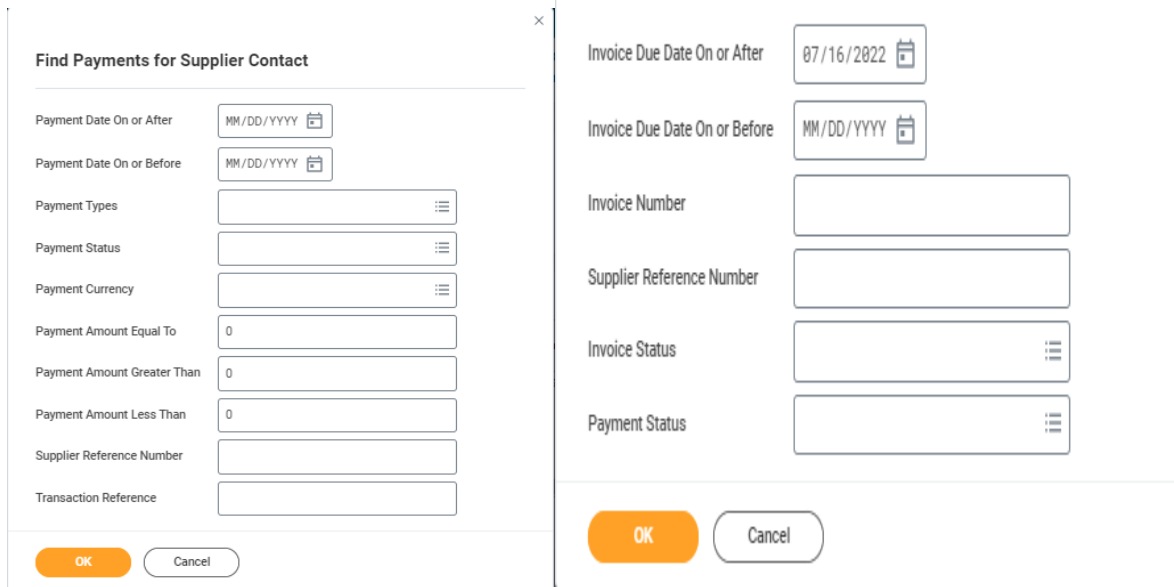 Find Payments for Supplier Contact
Payment Date On or After MM/DD/YYYY
Payment Date On or Before MM/DD/YYYY
Payment Types
Payment Status
Payment Currency
Payment Amount Equal To 0
Payment Amount Greater Than 0
Payment Amount Less Than 0
Supplier Reference Number
Transaction Reference
OK Cancel
Invoice Due Date On or After 07/16/2022
Invoice Due Date On or Before MM/DD/YYYY
Invoice Number
Supplier Reference Number
Invoice Status
Payment Status
OK Cancel